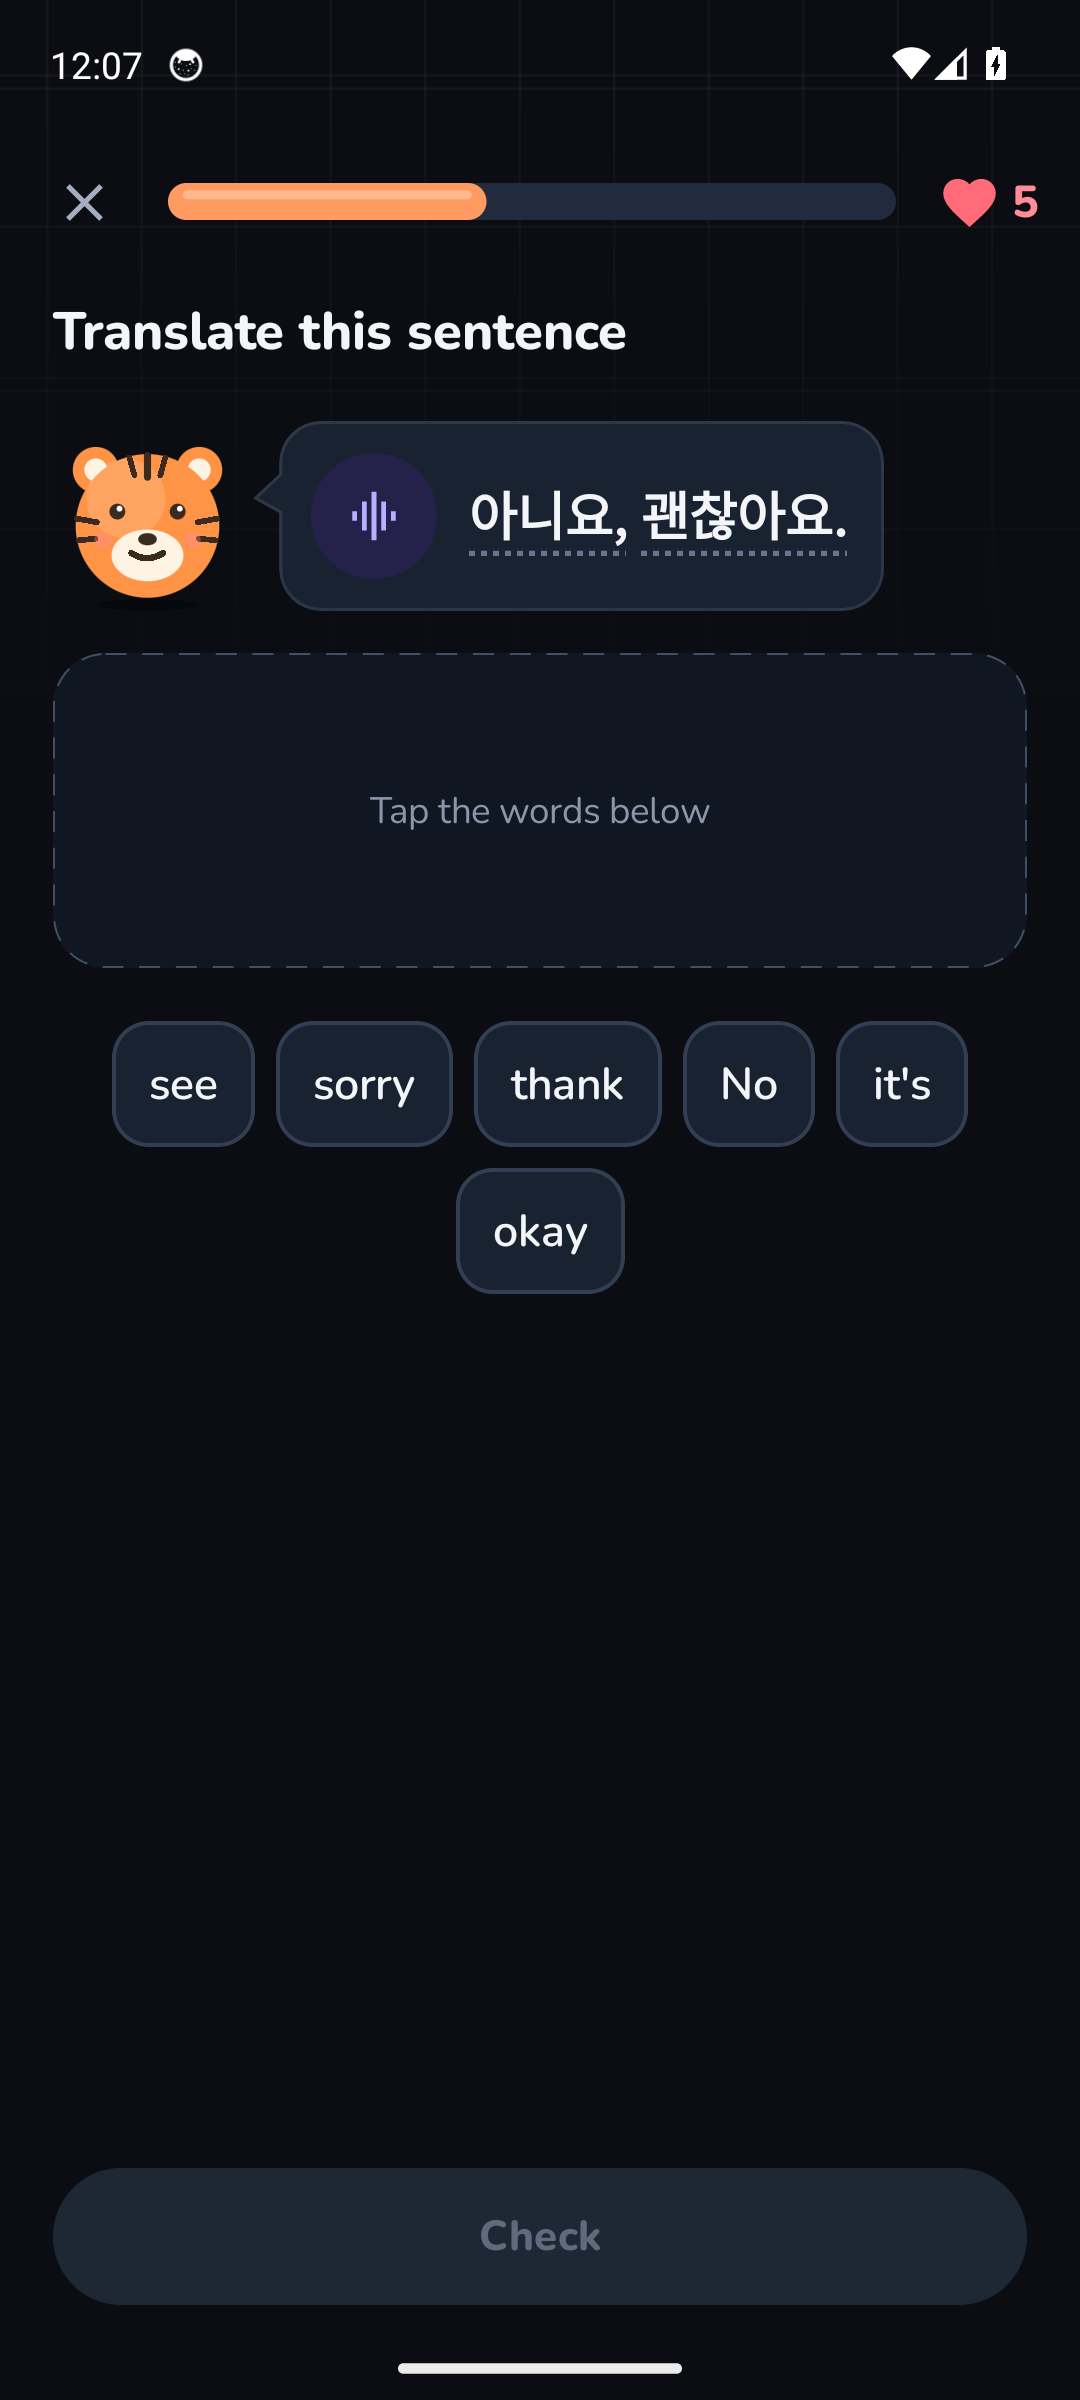 12:07
5
Translate this sentence
아니요, 괜찮아요.
Tap the words below
see sorry thank No it's
okay
Check